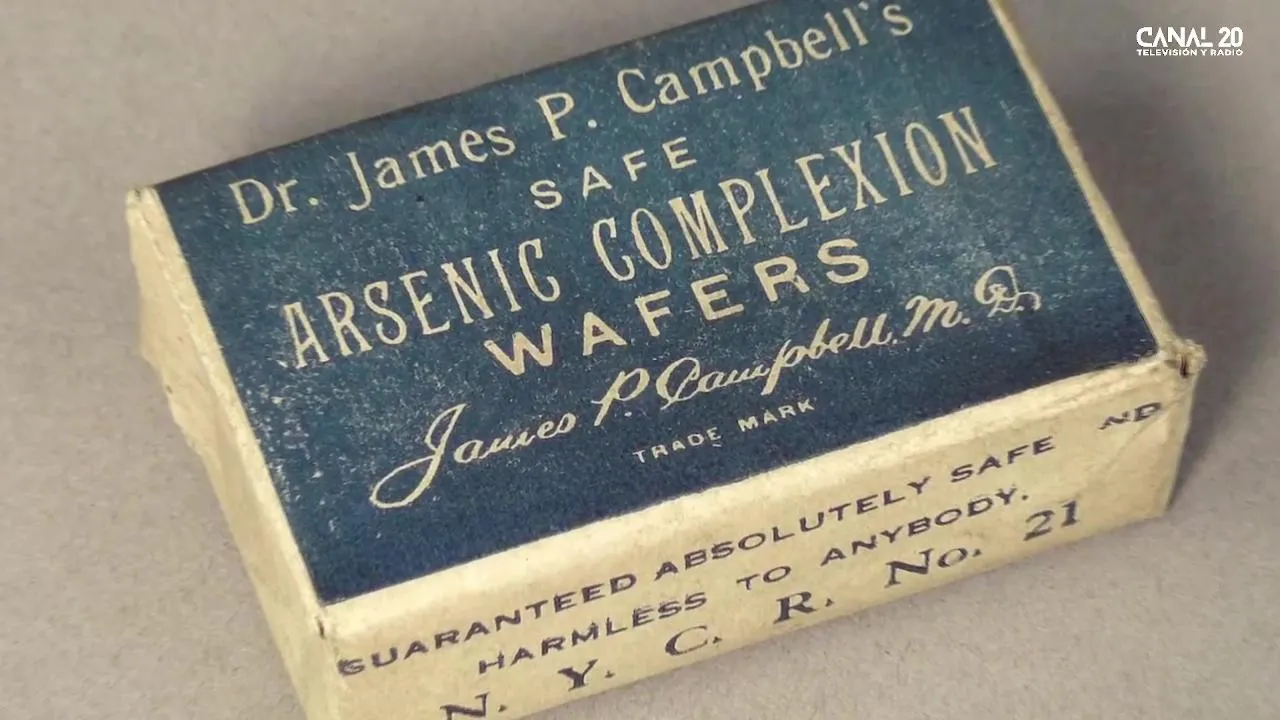 CANAL 20
TELEVISIÓN Y RADIO
Dr. James P. Campbell's
SAFE
ARSENIC COMPLEXION
WAFERS
James P. Campbell, M. D.
TRADE MARK
GUARANTEED ABSOLUTELY SAFE ND
HARMLESS TO ANYBODY.
N. Y. C. R. No. 21